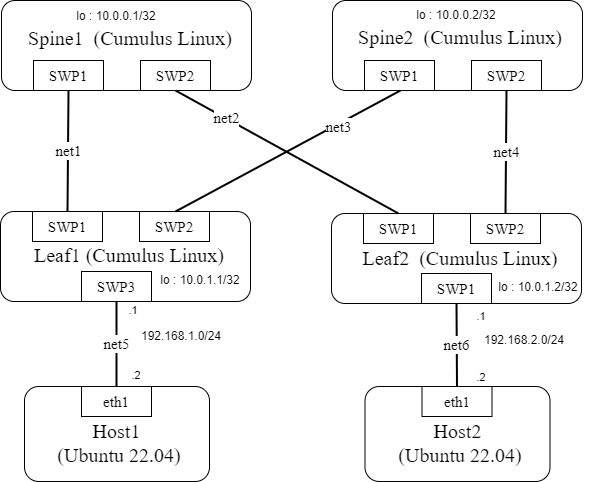 lo : 10.0.0.1/32
Spine1 (Cumulus Linux)
SWP1
SWP2
lo : 10.0.0.2/32
Spine2 (Cumulus Linux)
SWP1
SWP2
net1
net2
net3
net4
SWP1
SWP2
Leaf1 (Cumulus Linux)
SWP3
lo : 10.0.1.1/32
SWP1
SWP2
Leaf2 (Cumulus Linux)
SWP1
lo : 10.0.1.2/32
.1
192.168.1.0/24
net5
.2
.1
192.168.2.0/24
net6
.2
eth1
Host1
(Ubuntu 22.04)
eth1
Host2
(Ubuntu 22.04)